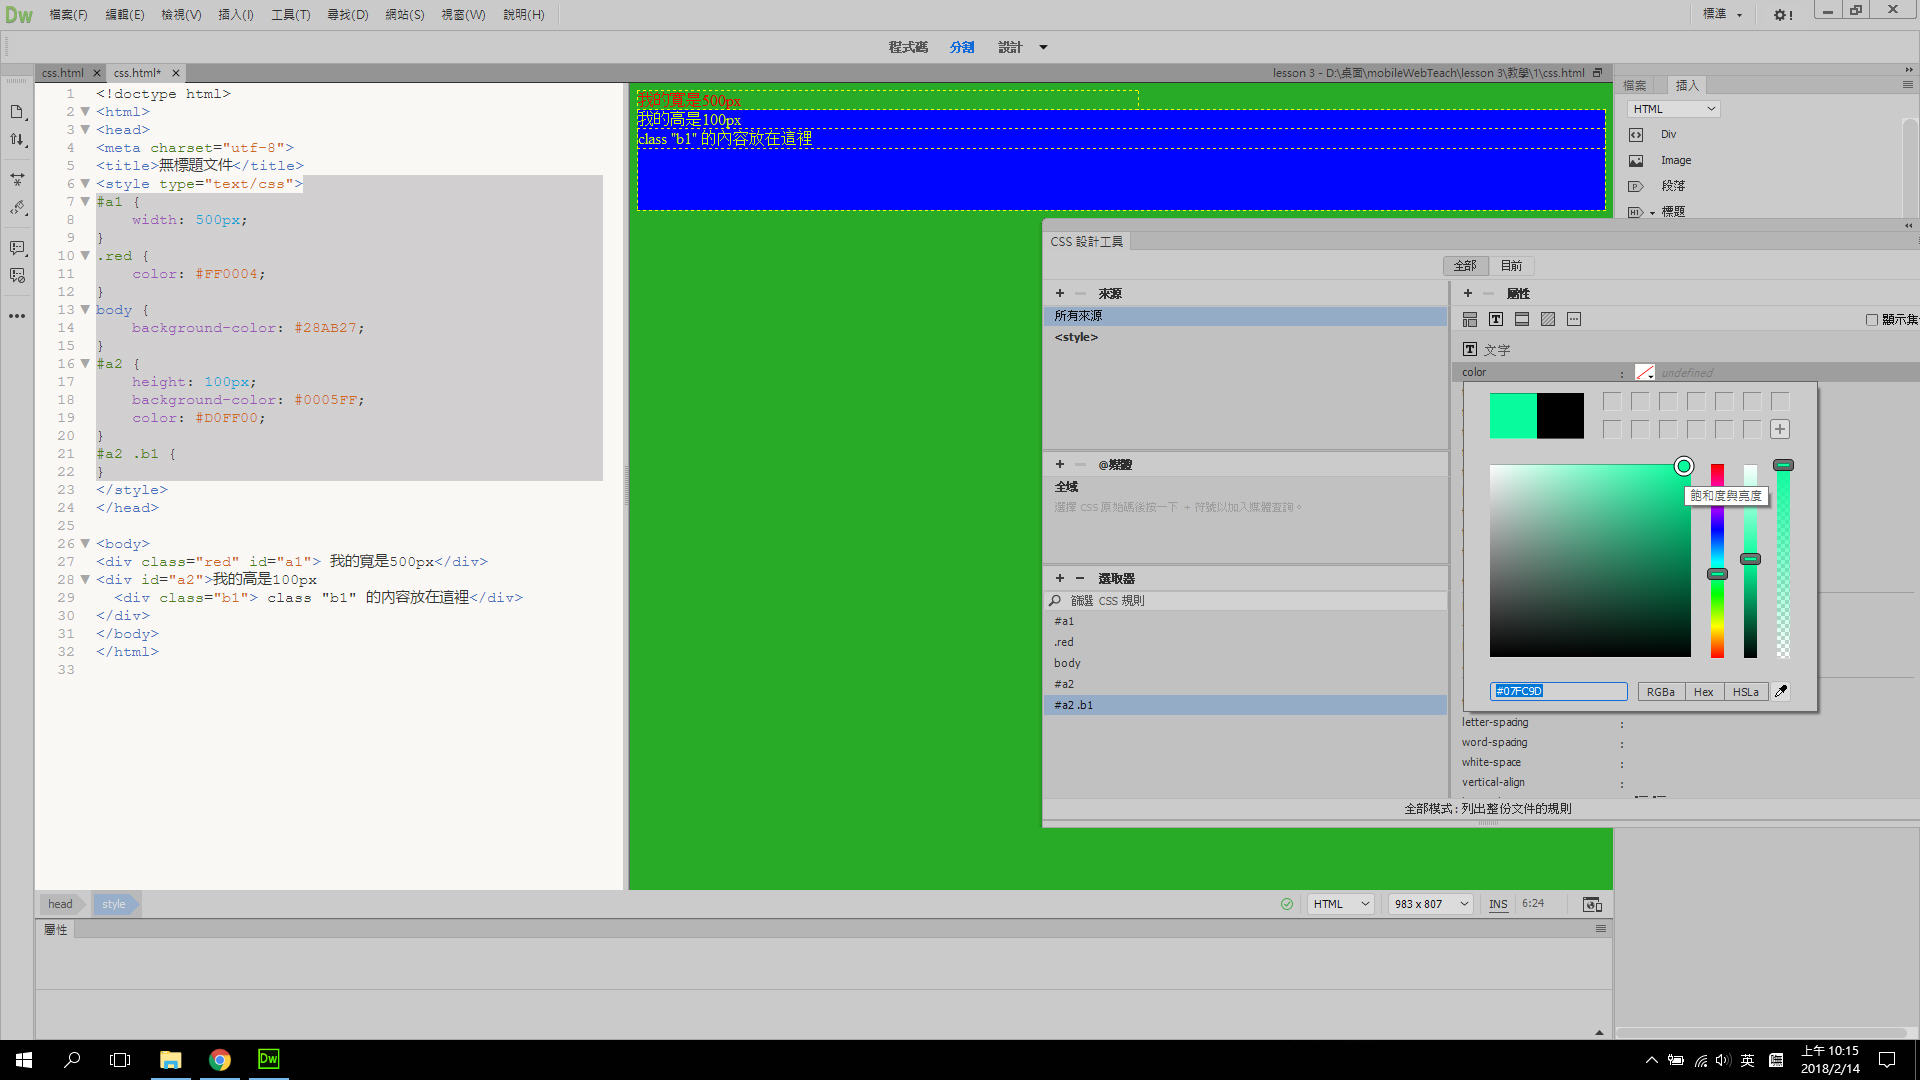 Dw 檔案(F) 編輯(E) 檢視(V) 插入(I) 工具(T) 尋找(D) 網站(S) 視窗(W) 說明(H) 標準
程式碼 分割 設計
css.html × css.html* × lesson 3 - D:\桌面\mobileWebTeach\lesson 3\教學\1\css.html
1 <!doctype html>
2 <html>
3 <head>
4 <meta charset="utf-8">
5 <title>無標題文件</title>
6 <style type="text/css">
7 #a1 {
8 width: 500px;
9 }
10 .red {
11 color: #FF0004;
12 }
13 body {
14 background-color: #28AB27;
15 }
16 #a2 {
17 height: 100px;
18 background-color: #0005FF;
19 color: #D0FF00;
20 }
21 #a2 .b1 {
22 }
23 </style>
24 </head>
25
26 <body>
27 <div class="red" id="a1"> 我的寬是500px</div>
28 <div id="a2">我的高是100px
29 <div class="b1"> class "b1" 的內容放在這裡</div>
30 </div>
31 </body>
32 </html>
33
我的寬是500px
我的高是100px
class "b1" 的內容放在這裡
檔案 插入
HTML
Div
Image
段落
標題
CSS 設計工具
全部 目前
+ − 來源
所有來源
<style>
+ − @媒體
全域
選擇 CSS 原始碼後按一下 + 符號以加入媒體查詢。
+ − 選取器
篩選 CSS 規則
#a1
.red
body
#a2
#a2 .b1
+ − 屬性
顯示集
文字
color : undefined
飽和度與亮度
#07FC9D RGBa Hex HSLa
letter-spacing :
word-spacing :
white-space :
vertical-align :
全部模式 : 列出整份文件的規則
head style HTML 983 x 807 INS 6:24
屬性
Dw
英
上午 10:15
2018/2/14